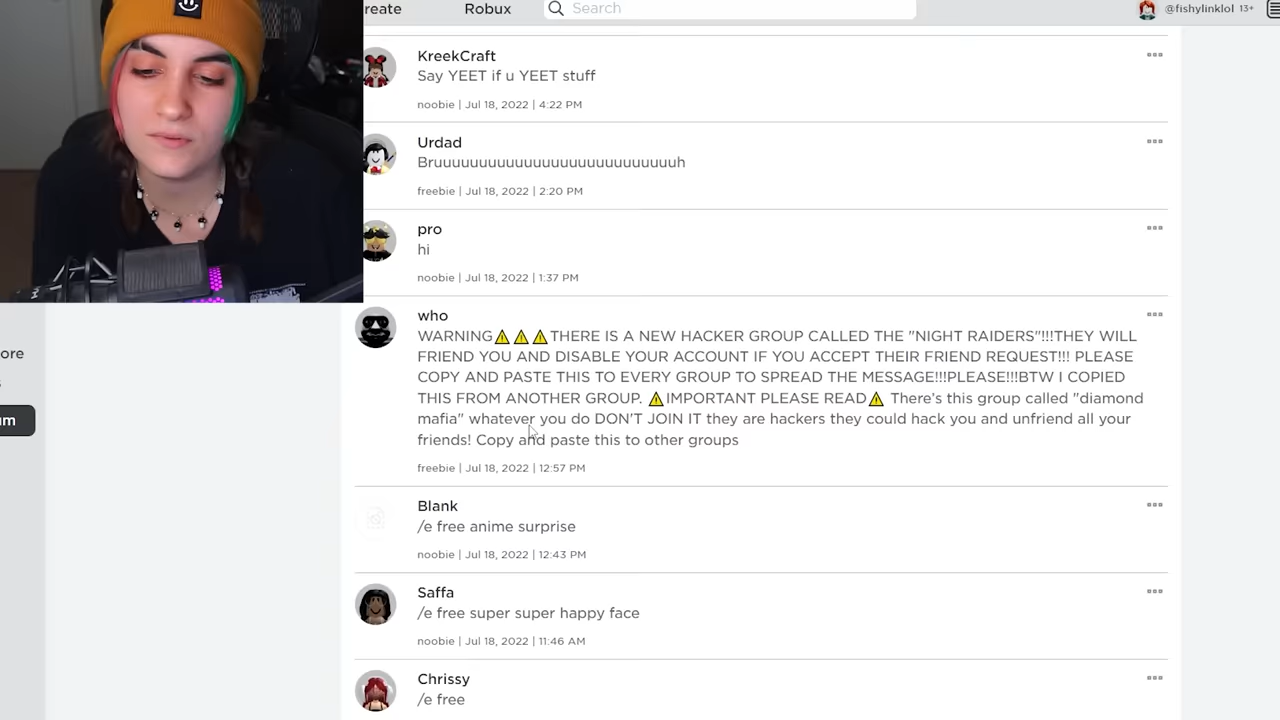 reate Robux Search @fishylinklol 13+
KreekCraft
Say YEET if u YEET stuff
noobie | Jul 18, 2022 | 4:22 PM
Urdad
Bruuuuuuuuuuuuuuuuuuuuuuuuuuuuh
freebie | Jul 18, 2022 | 2:20 PM
pro
hi
noobie | Jul 18, 2022 | 1:37 PM
who
WARNING⚠⚠⚠THERE IS A NEW HACKER GROUP CALLED THE "NIGHT RAIDERS"!!!THEY WILL
FRIEND YOU AND DISABLE YOUR ACCOUNT IF YOU ACCEPT THEIR FRIEND REQUEST!!! PLEASE
COPY AND PASTE THIS TO EVERY GROUP TO SPREAD THE MESSAGE!!!PLEASE!!!BTW I COPIED
THIS FROM ANOTHER GROUP. ⚠IMPORTANT PLEASE READ⚠ There's this group called "diamond
mafia" whatever you do DON'T JOIN IT they are hackers they could hack you and unfriend all your
friends! Copy and paste this to other groups
freebie | Jul 18, 2022 | 12:57 PM
ore
um
Blank
/e free anime surprise
noobie | Jul 18, 2022 | 12:43 PM
Saffa
/e free super super happy face
noobie | Jul 18, 2022 | 11:46 AM
Chrissy
/e free